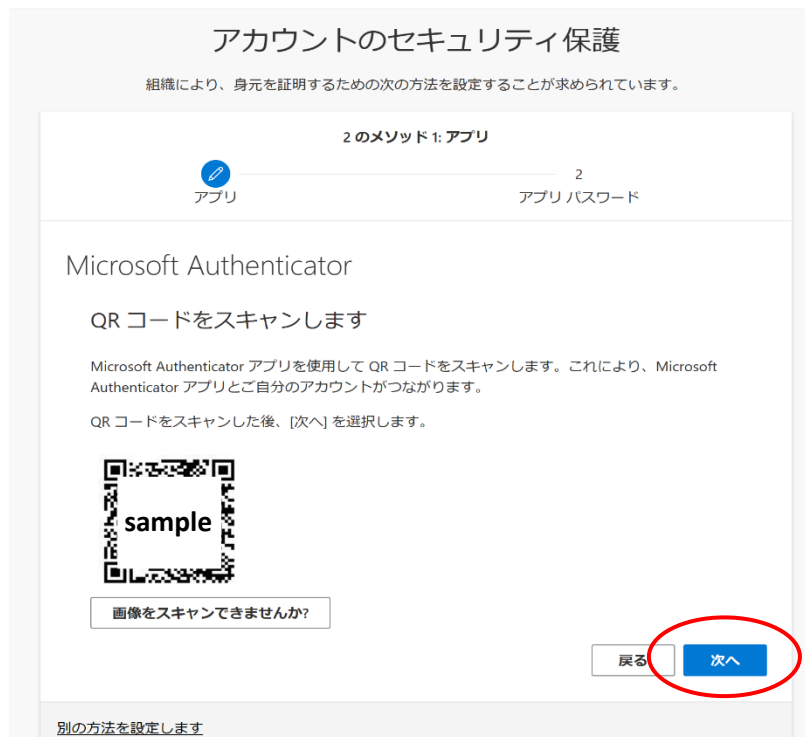 アカウントのセキュリティ保護
組織により、身元を証明するための次の方法を設定することが求められています。
2 のメソッド 1: アプリ
2
アプリ
アプリ パスワード
Microsoft Authenticator
QR コードをスキャンします
Microsoft Authenticator アプリを使用して QR コードをスキャンします。これにより、Microsoft
Authenticator アプリとご自分のアカウントがつながります。
QR コードをスキャンした後、[次へ] を選択します。
sample
画像をスキャンできませんか?
戻る
次へ
別の方法を設定します